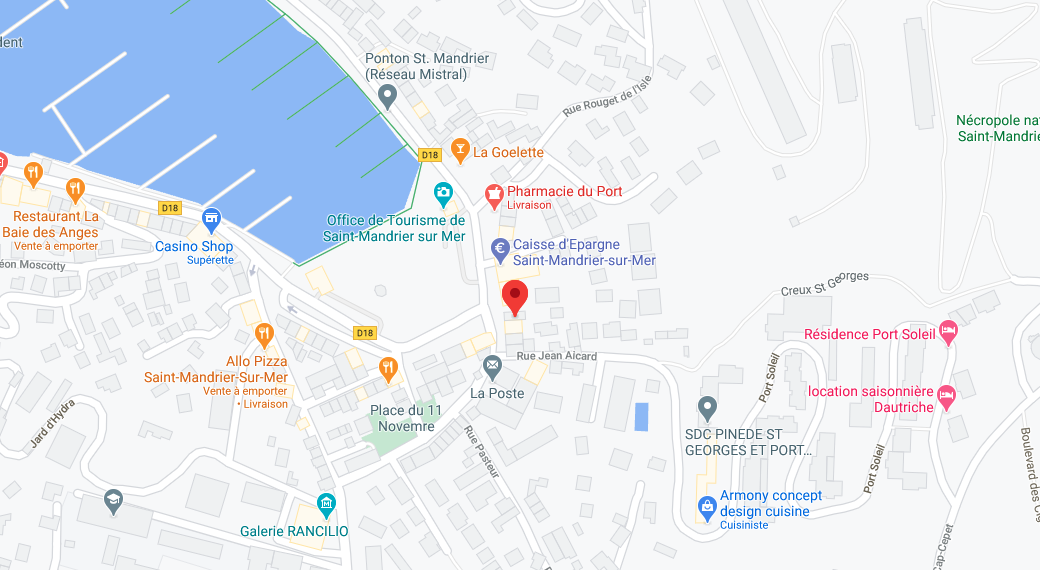 dent
Ponton St. Mandrier
(Réseau Mistral)
Rue Rouget de l'Isle
Nécropole nat
Saint-Mandrie
D18
La Goelette
Pharmacie du Port
Livraison
D18
Restaurant La
Baie des Anges
Vente à emporter
Office de Tourisme de
Saint-Mandrier sur Mer
Casino Shop
Supérette
Caisse d'Epargne
Saint-Mandrier-sur-Mer
éon Moscotty
Creux St Georges
D18
Résidence Port Soleil
Allo Pizza
Saint-Mandrier-Sur-Mer
Vente à emporter
• Livraison
Rue Jean Aicard
La Poste
Port Soleil
location saisonnière
Dautriche
Place du 11
Novemre
Jard d'Hydra
Rue Pasteur
SDC PINEDE ST
GEORGES ET PORT...
Port Soleil
Boulevard des Cig
Armony concept
design cuisine
Cuisiniste
Galerie RANCILIO
Cap-Cepet